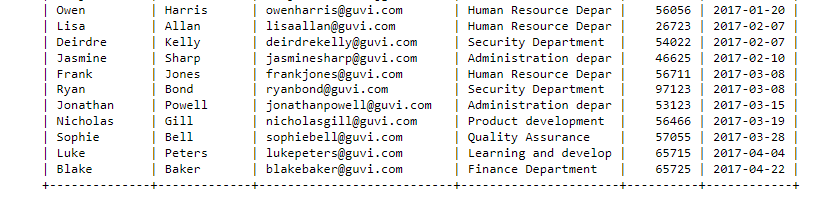 | Owen | Harris | owenharris@guvi.com | Human Resource Depar | 56056 | 2017-01-20 |
| Lisa | Allan | lisaallan@guvi.com | Human Resource Depar | 26723 | 2017-02-07 |
| Deirdre | Kelly | deirdrekelly@guvi.com | Security Department | 54022 | 2017-02-07 |
| Jasmine | Sharp | jasminesharp@guvi.com | Administration depar | 46625 | 2017-02-10 |
| Frank | Jones | frankjones@guvi.com | Human Resource Depar | 56711 | 2017-03-08 |
| Ryan | Bond | ryanbond@guvi.com | Security Department | 97123 | 2017-03-08 |
| Jonathan | Powell | jonathanpowell@guvi.com | Administration depar | 53123 | 2017-03-15 |
| Nicholas | Gill | nicholasgill@guvi.com | Product development | 56466 | 2017-03-19 |
| Sophie | Bell | sophiebell@guvi.com | Quality Assurance | 57055 | 2017-03-28 |
| Luke | Peters | lukepeters@guvi.com | Learning and develop | 65715 | 2017-04-04 |
| Blake | Baker | blakebaker@guvi.com | Finance Department | 65725 | 2017-04-22 |
+-------------+------------+-------------------------+---------------------+---------+-----------+